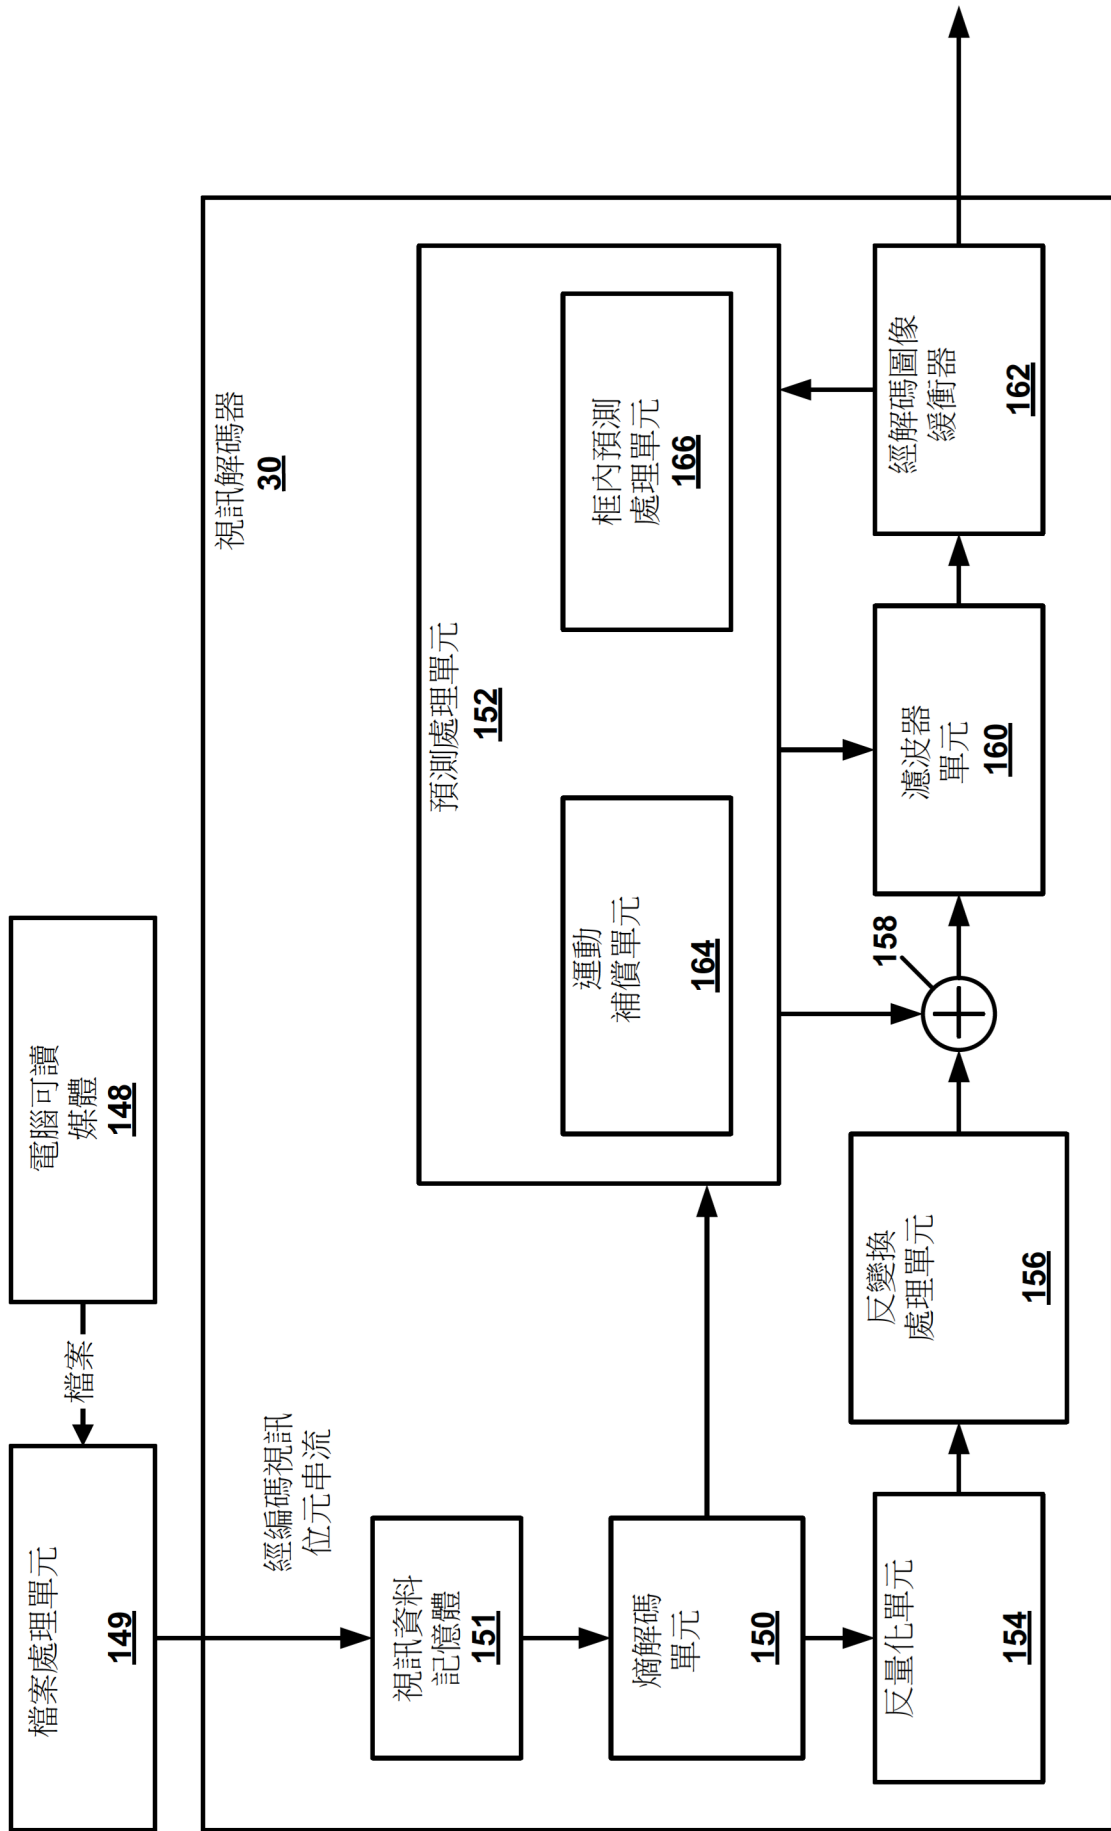 電腦可讀
媒體
148
檔案
檔案處理單元
149
視訊解碼器
30
經編碼視訊
位元串流
視訊資料
記憶體
151
熵解碼
單元
150
預測處理單元
152
運動
補償單元
164
框內預測
處理單元
166
反量化單元
154
反變換
處理單元
156
158
濾波器
單元
160
經解碼圖像
緩衝器
162